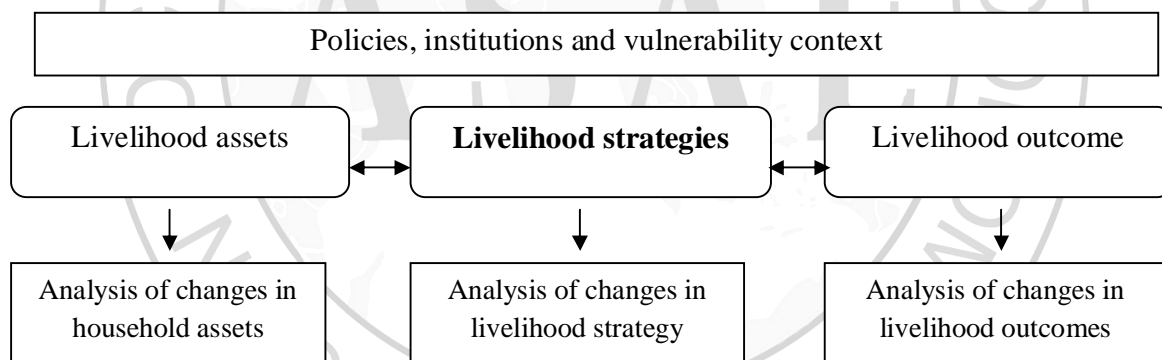 Policies, institutions and vulnerability context
Livelihood assets
Livelihood strategies
Livelihood outcome
Analysis of changes in
household assets
Analysis of changes in
livelihood strategy
Analysis of changes in
livelihood outcomes